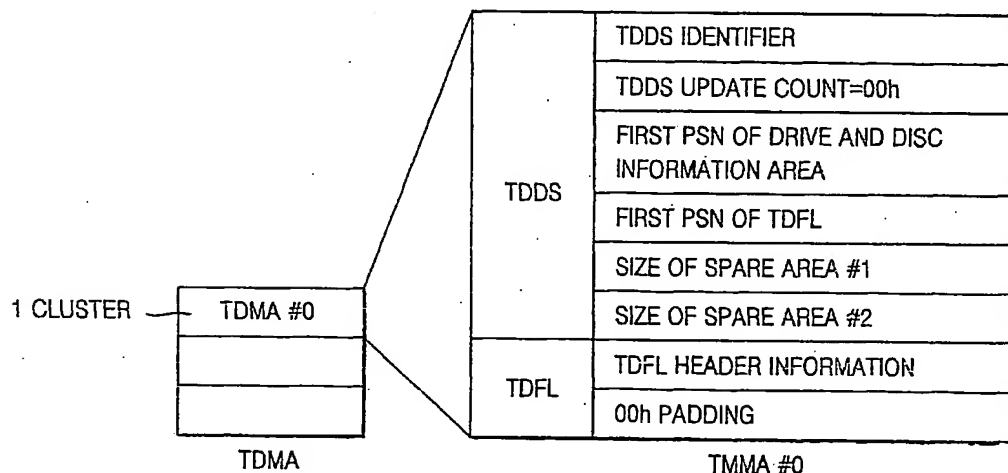 TDDS
TDDS IDENTIFIER
TDDS UPDATE COUNT=00h
FIRST PSN OF DRIVE AND DISC
INFORMATION AREA
FIRST PSN OF TDFL
SIZE OF SPARE AREA #1
SIZE OF SPARE AREA #2
TDFL
TDFL HEADER INFORMATION
00h PADDING
1 CLUSTER
TDMA #0
TDMA
TMMA #0